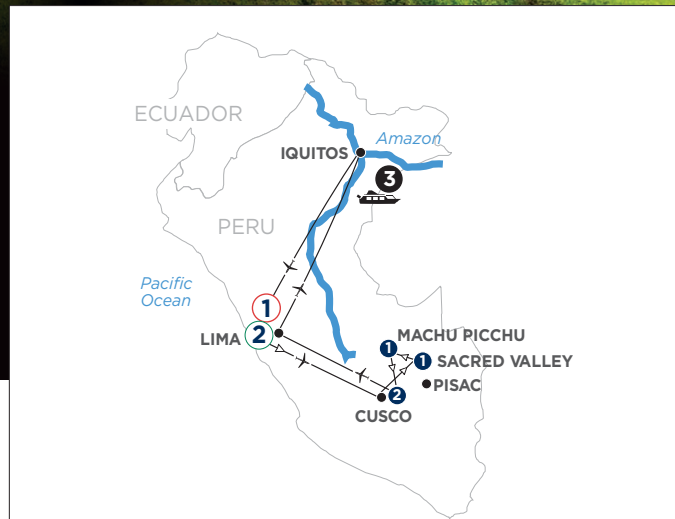 ECUADOR
Amazon
IQUITOS
3
PERU
Pacific
Ocean
1
LIMA 2
MACHU PICCHU
1
1 SACRED VALLEY
PISAC
2
CUSCO